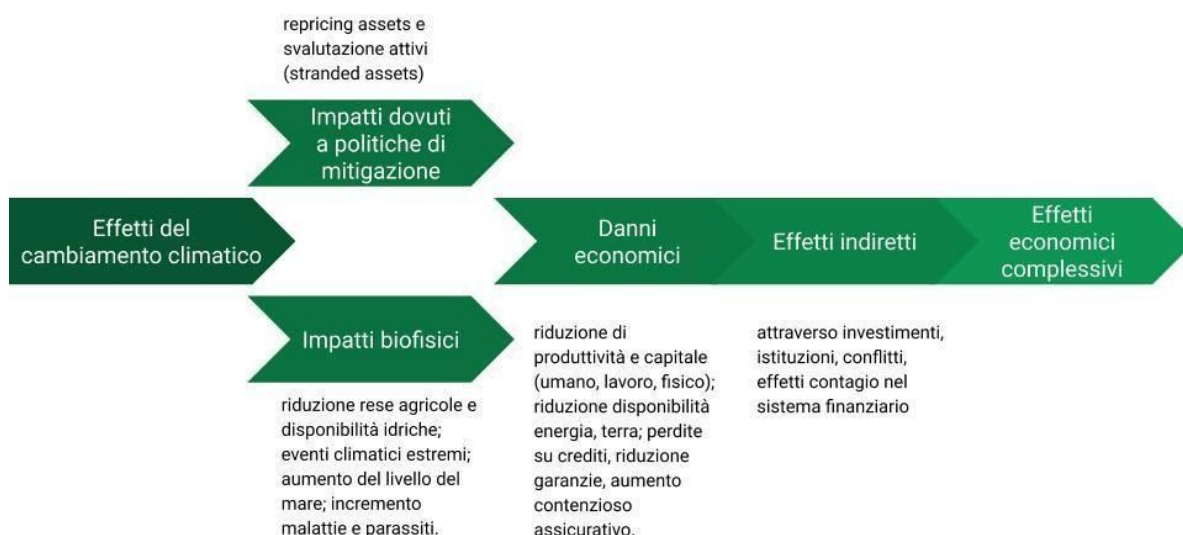 repricing assets e
svalutazione attivi
(stranded assets)
Impatti dovuti
a politiche di
mitigazione
Effetti del
cambiamento climatico
Danni
economici
Effetti indiretti
Effetti
economici
complessivi
Impatti biofisici
riduzione rese agricole e
disponibilità idriche;
eventi climatici estremi;
aumento del livello del
mare; incremento
malattie e parassiti.
riduzione di
produttività e capitale
(umano, lavoro, fisico);
riduzione disponibilità
energia, terra; perdite
su crediti, riduzione
garanzie, aumento
contenzioso
assicurativo.
attraverso investimenti,
istituzioni, conflitti,
effetti contagio nel
sistema finanziario